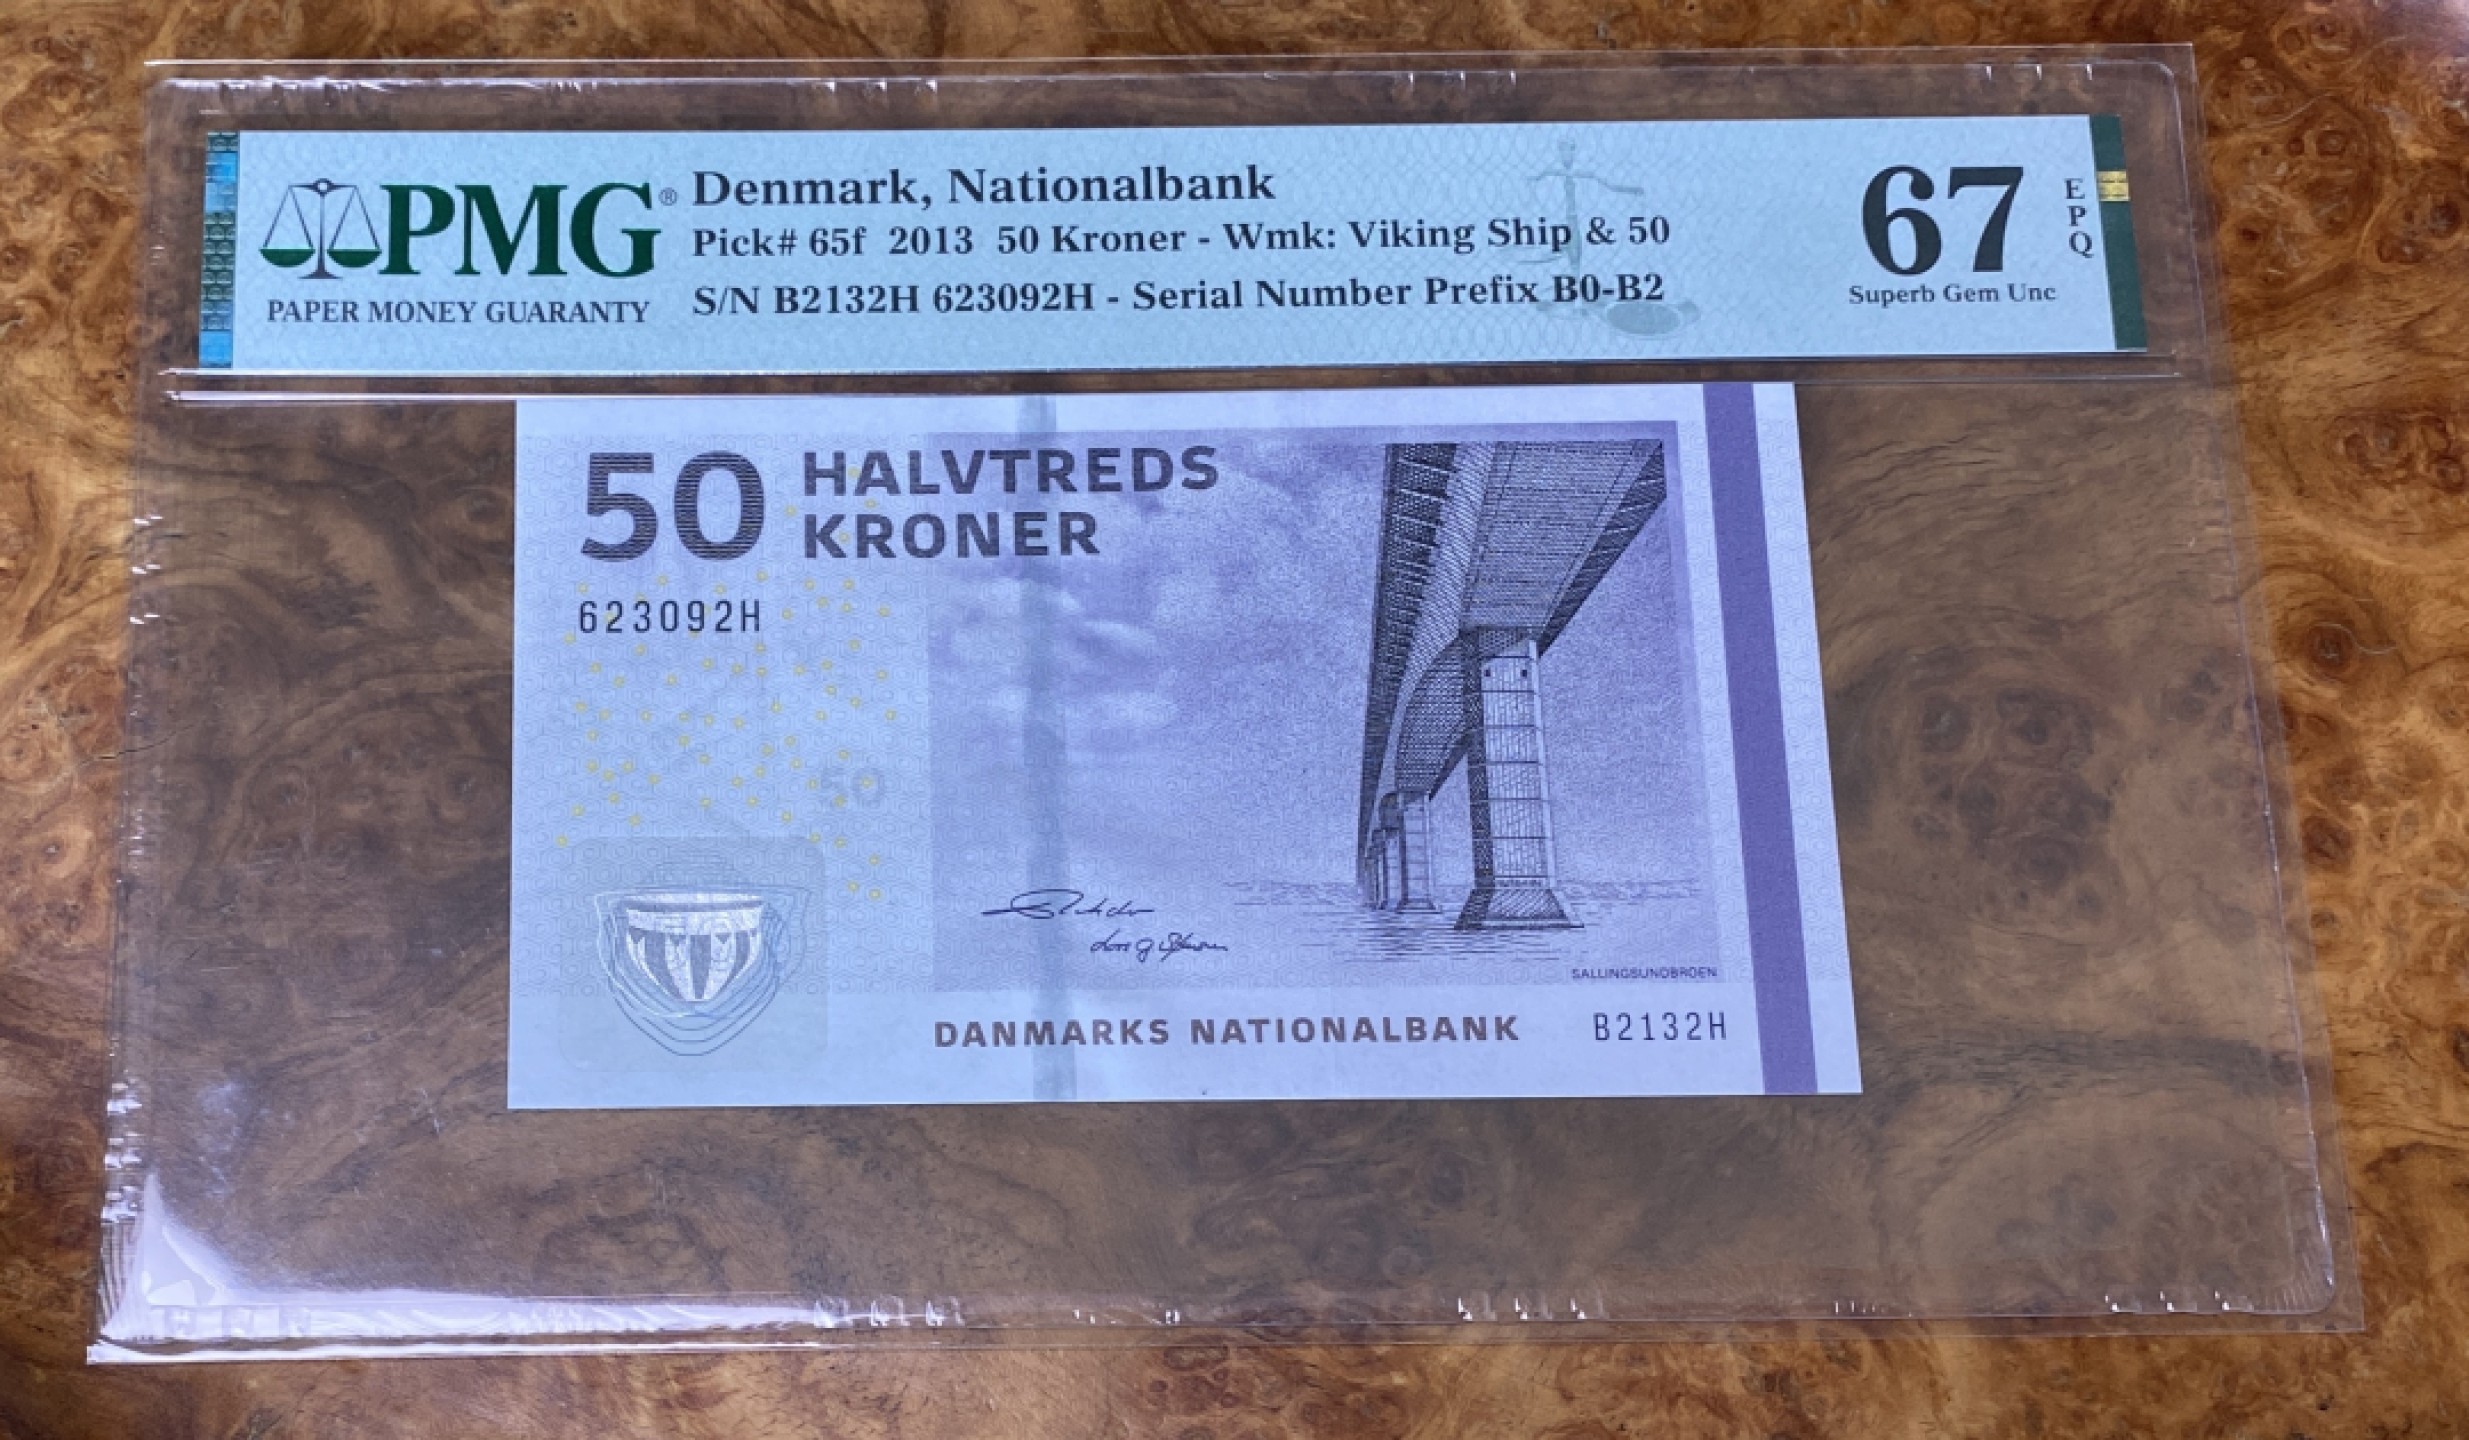 PMG®
PAPER MONEY GUARANTY
Denmark, Nationalbank
Pick# 65f 2013 50 Kroner - Wmk: Viking Ship & 50
S/N B2132H 623092H - Serial Number Prefix B0-B2
67
EPQ
Superb Gem Unc
50 HALVTREDS
KRONER
623092H
50
SALLINGSUNDBROEN
DANMARKS NATIONALBANK
B2132H